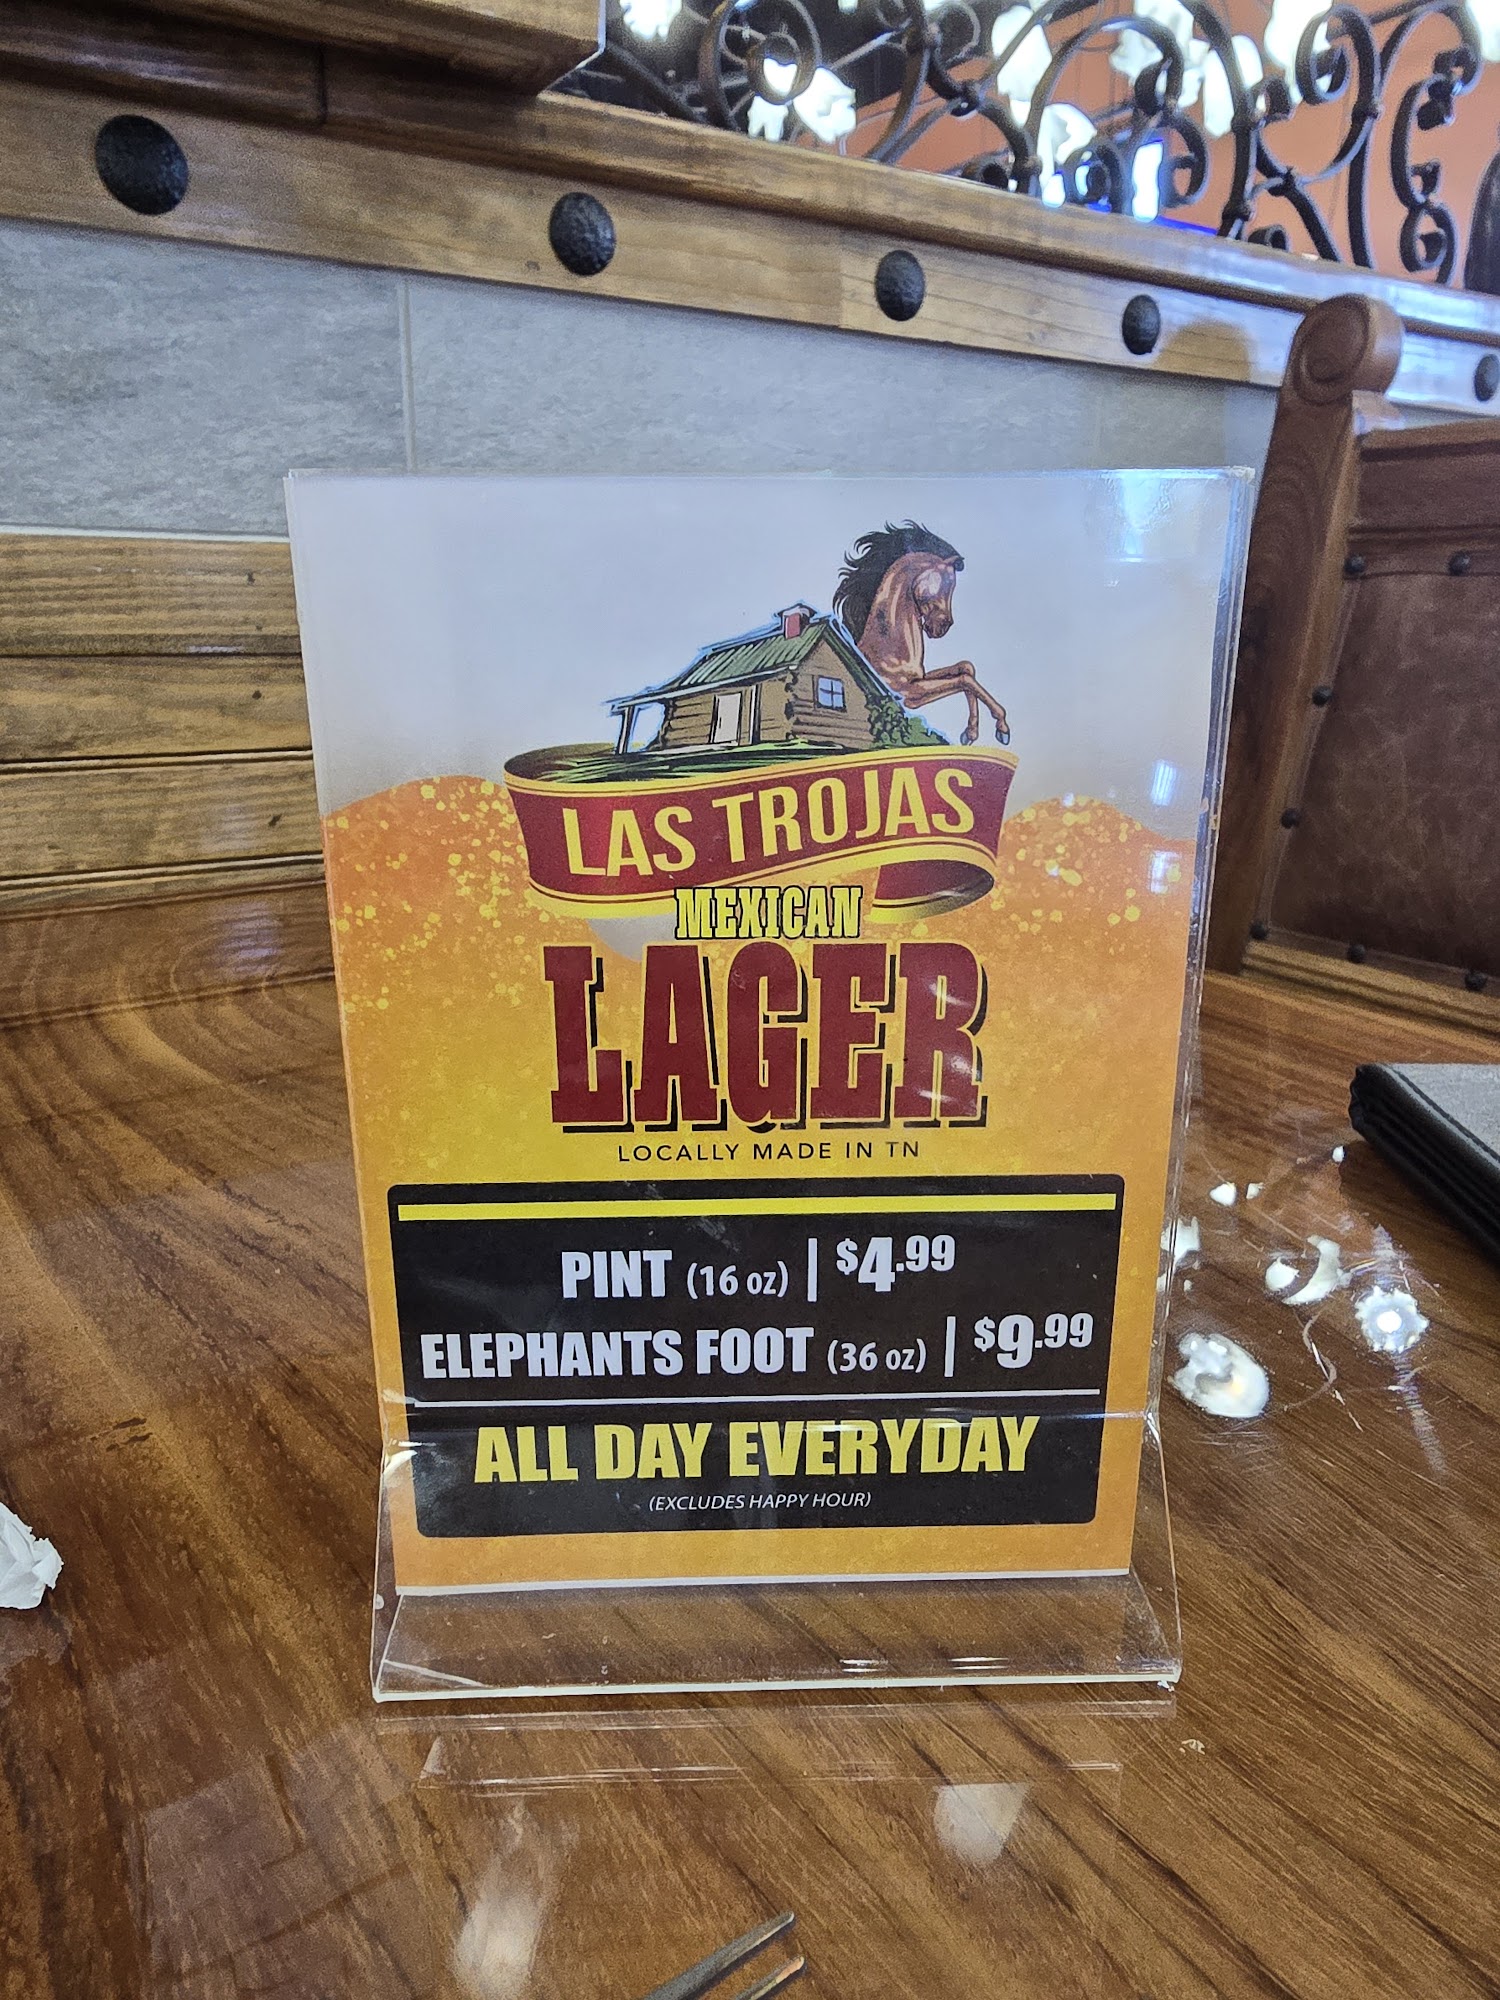 LAS TROJAS
MEXICAN
LAGER
LOCALLY MADE IN TN
PINT (16 oz) | $4.99
ELEPHANTS FOOT (36 oz) | $9.99
ALL DAY EVERYDAY
(EXCLUDES HAPPY HOUR)